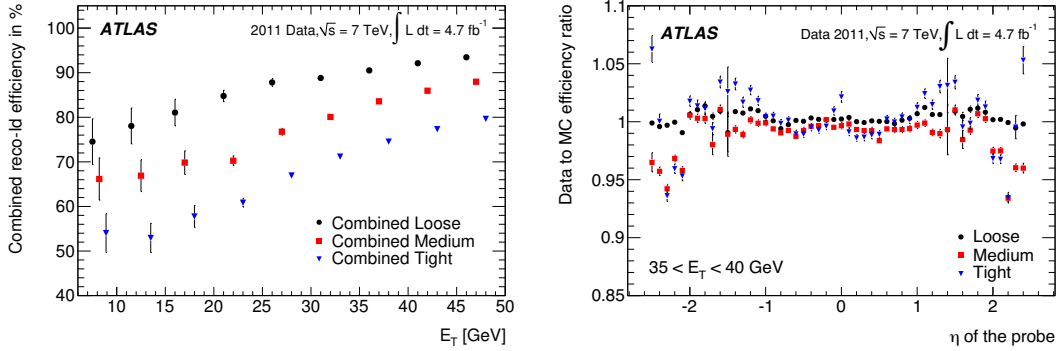 Combined reco-Id efficiency in %
100
90
80
70
60
50
40
ATLAS
2011 Data,√s = 7 TeV,∫ L dt = 4.7 fb⁻¹
Combined Loose
Combined Medium
Combined Tight
10 15 20 25 30 35 40 45 50
E_T [GeV]
Data to MC efficiency ratio
1.1
1.05
1
0.95
0.9
0.85
ATLAS
Data 2011,√s = 7 TeV,∫ L dt = 4.7 fb⁻¹
Loose
Medium
Tight
35 < E_T < 40 GeV
-2 -1 0 1 2
η of the probe